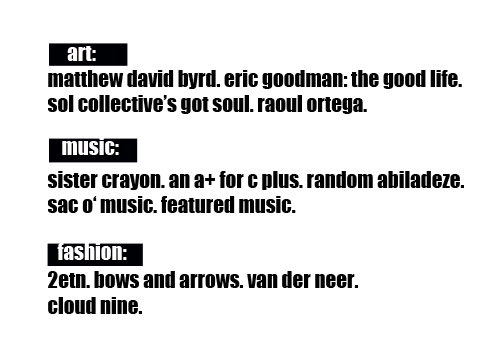 art:
matthew david byrd. eric goodman: the good life.
sol collective's got soul. raoul ortega.
music:
sister crayon. an a+ for c plus. random abiladeze.
sac o‘ music. featured music.
fashion:
2etn. bows and arrows. van der neer.
cloud nine.